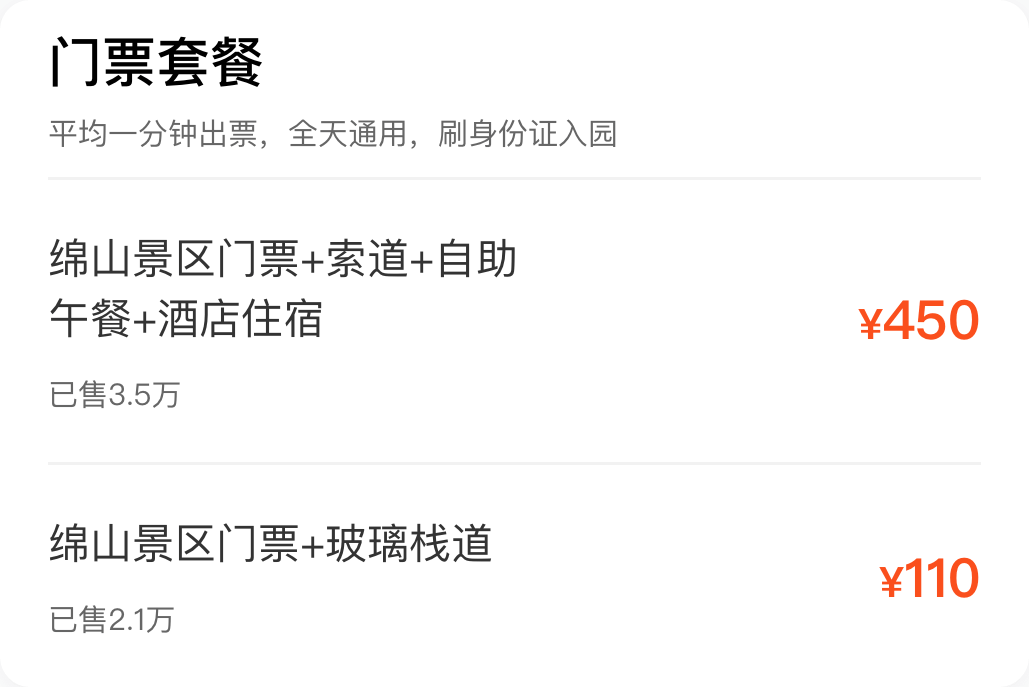 门票套餐
平均一分钟出票，全天通用，刷身份证入园
绵山景区门票+索道+自助
午餐+酒店住宿
¥450
已售3.5万
绵山景区门票+玻璃栈道
¥110
已售2.1万